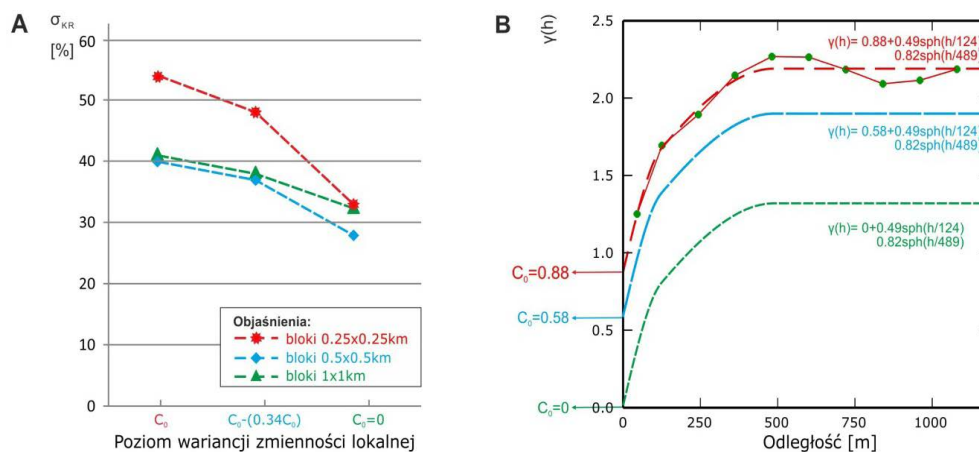 A
σKR
[%]
60
50
40
30
20
10
0
Objaśnienia:
bloki 0.25x0.25km
bloki 0.5x0.5km
bloki 1x1km
C₀
C₀-(0.34C₀)
C₀=0
Poziom wariancji zmienności lokalnej
B
γ(h)
2.5
2.0
1.5
1.0
0.5
0.0
γ(h)= 0.88+0.49sph(h/124)
0.82sph(h/489)
γ(h)= 0.58+0.49sph(h/124)
0.82sph(h/489)
γ(h)= 0+0.49sph(h/124)
0.82sph(h/489)
C₀=0.88
C₀=0.58
C₀=0
0
250
500
750
1000
Odległość [m]